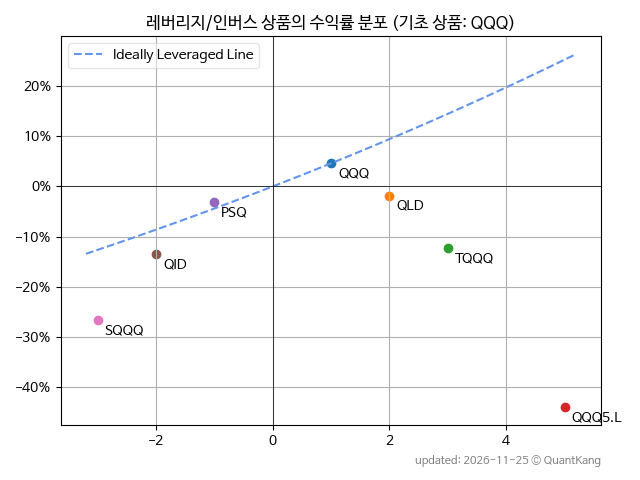 레버리지/인버스 상품의 수익률 분포 (기초 상품: QQQ)
Ideally Leveraged Line
20%
10%
0%
−10%
−20%
−30%
−40%
QQQ
PSQ
QLD
TQQQ
QID
SQQQ
QQQ5.L
−2
0
2
4
updated: 2026-11-25 © QuantKang